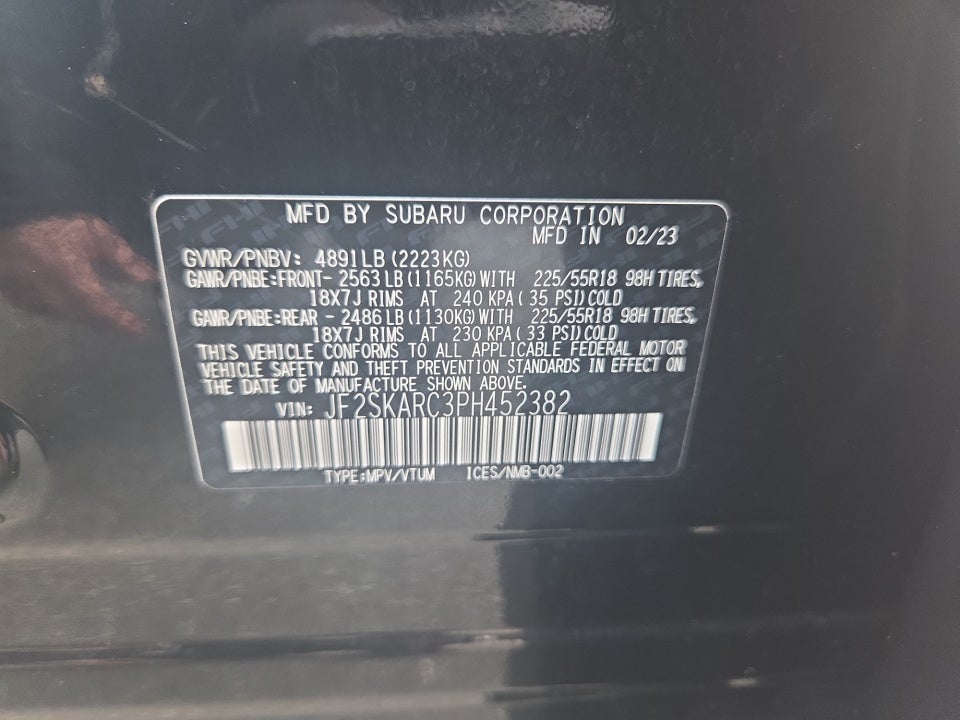 MFD BY SUBARU CORPORATION
MFD IN 02/23
GVWR/PNBV: 4891LB (2223KG)
GAWR/PNBE:FRONT- 2563 LB (1165KG) WITH 225/55R18 98H TIRES,
18X7J RIMS AT 240 KPA ( 35 PSI) COLD
GAWR/PNBE:REAR - 2486 LB (1130KG) WITH 225/55R18 98H TIRES,
18X7J RIMS AT 230 KPA ( 33 PSI) COLD
THIS VEHICLE CONFORMS TO ALL APPLICABLE FEDERAL MOTOR
VEHICLE SAFETY AND THEFT PREVENTION STANDARDS IN EFFECT ON
THE DATE OF MANUFACTURE SHOWN ABOVE.
VIN: JF2SKARC3PH452382
TYPE:MPV/VTUM ICES/NMB-002